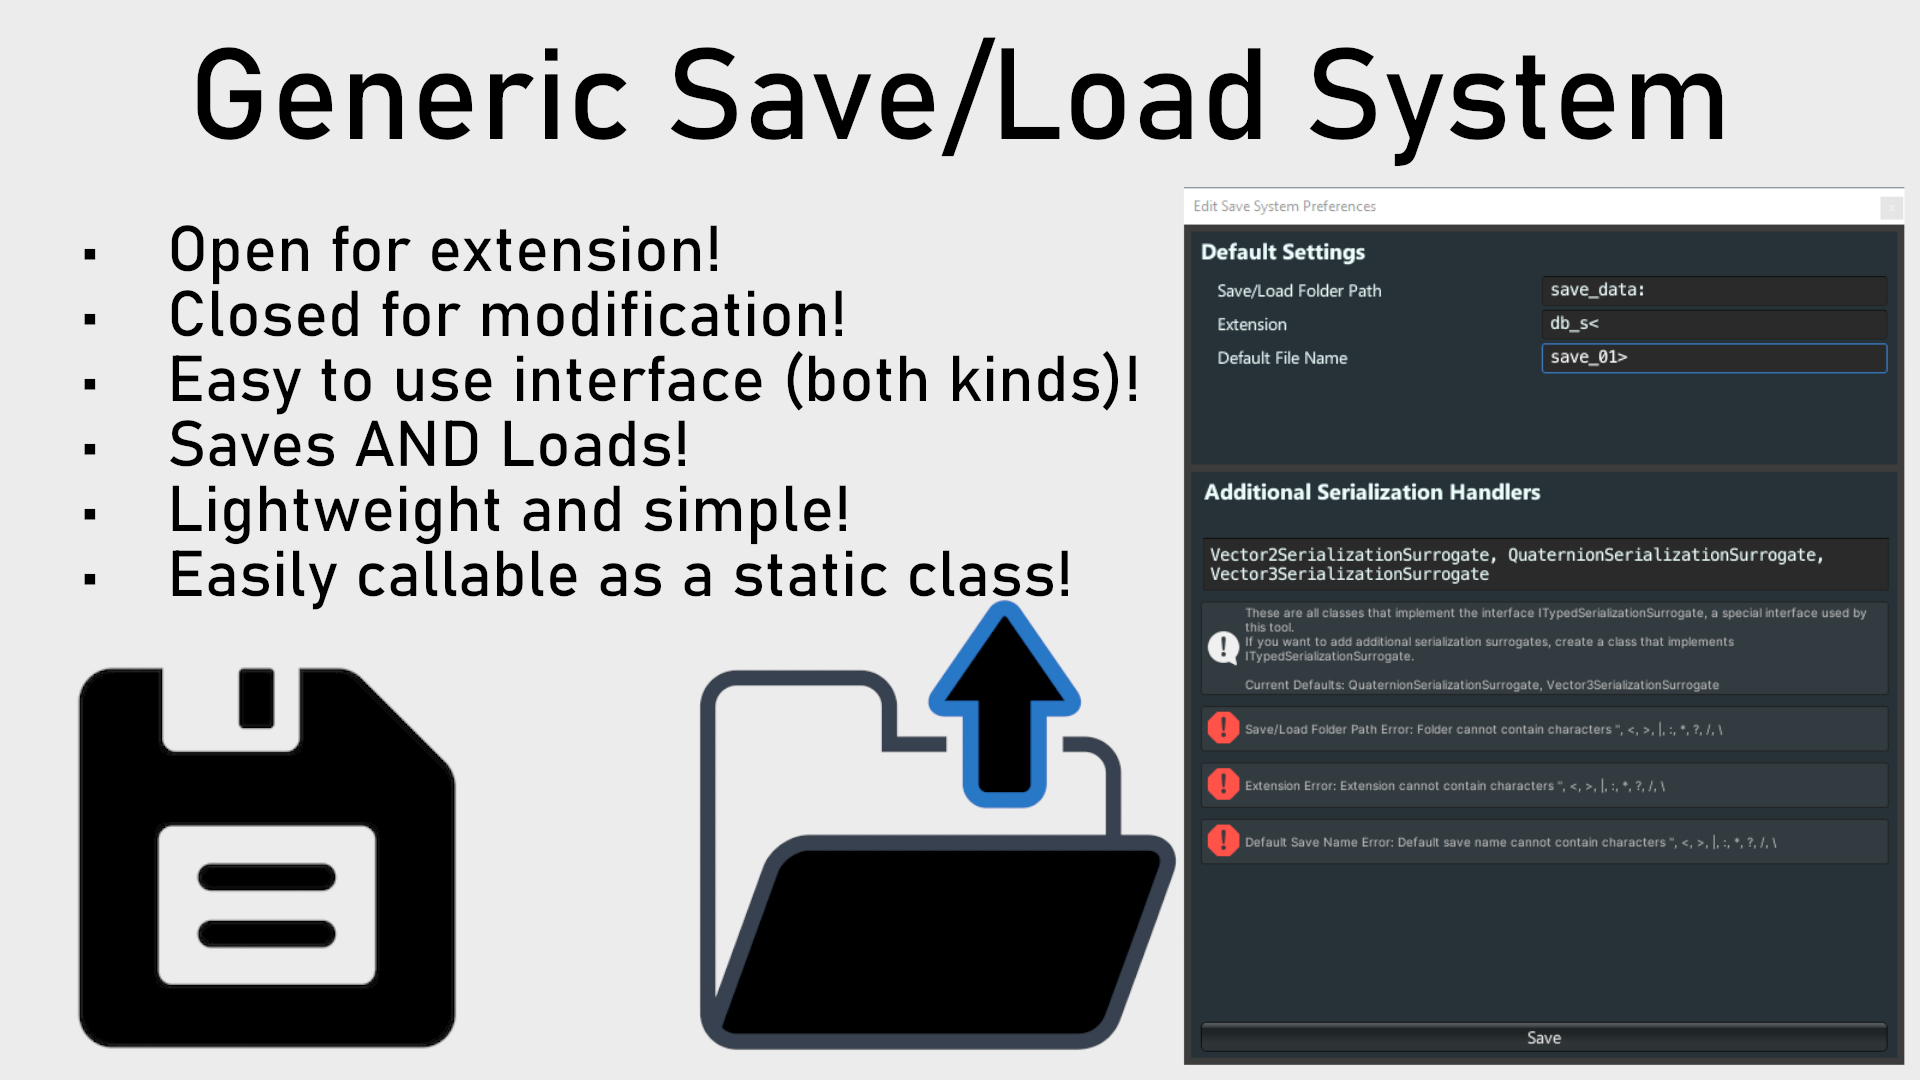 Generic Save/Load System
▪ Open for extension!
▪ Closed for modification!
▪ Easy to use interface (both kinds)!
▪ Saves AND Loads!
▪ Lightweight and simple!
▪ Easily callable as a static class!
Edit Save System Preferences
x
Default Settings
Save/Load Folder Path save_data:
Extension db_s<
Default File Name save_01>
Additional Serialization Handlers
Vector2SerializationSurrogate, QuaternionSerializationSurrogate,
Vector3SerializationSurrogate
These are all classes that implement the interface ITypedSerializationSurrogate, a special interface used by
this tool.
If you want to add additional serialization surrogates, create a class that implements
ITypedSerializationSurrogate.
Current Defaults: QuaternionSerializationSurrogate, Vector3SerializationSurrogate
Save/Load Folder Path Error: Folder cannot contain characters ", <, >, |, :, *, ?, /, \
Extension Error: Extension cannot contain characters ", <, >, |, :, *, ?, /, \
Default Save Name Error: Default save name cannot contain characters ", <, >, |, :, *, ?, /, \
Save